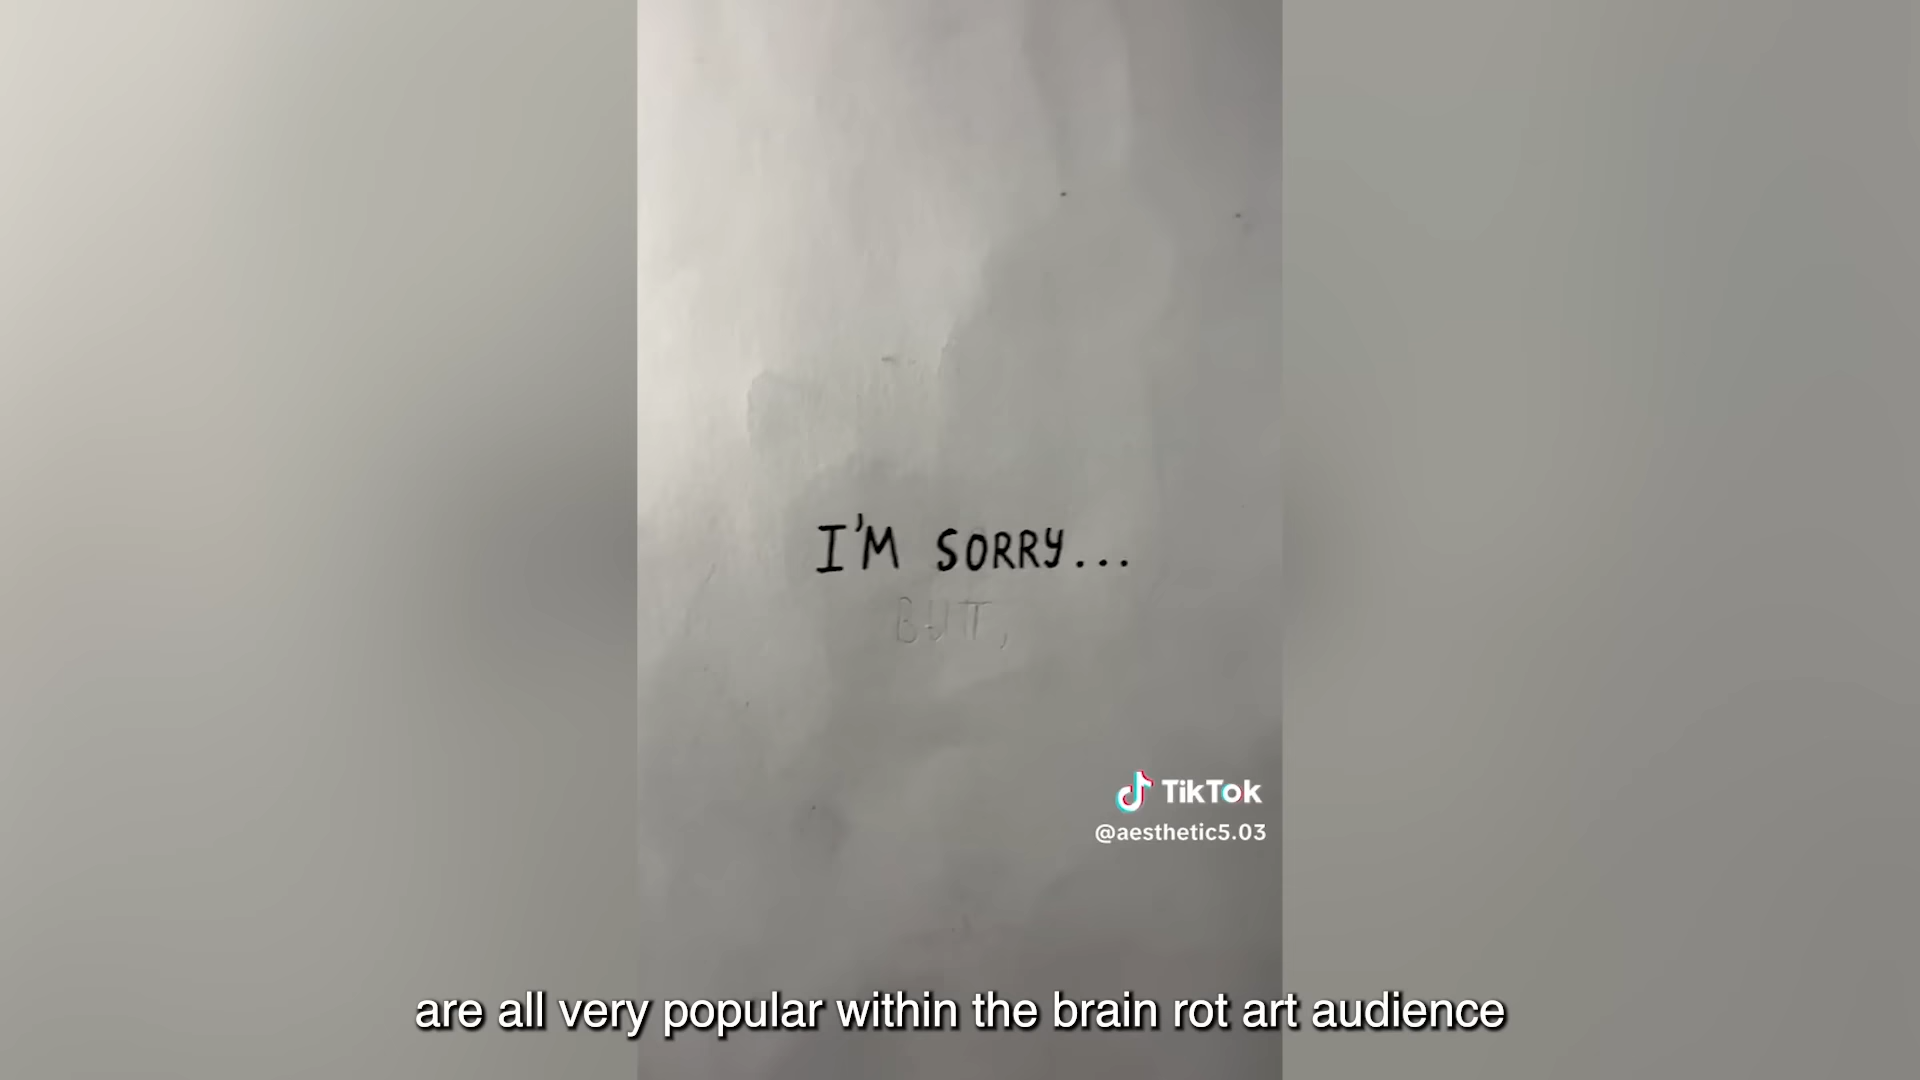 I'M SORRY...
BUT,
TikTok
@aesthetic5.03
are all very popular within the brain rot art audience